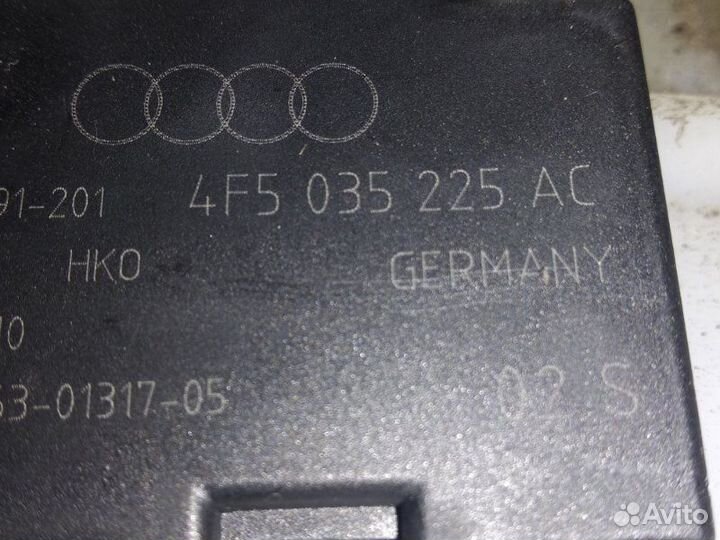 91-201 4F5 035 225 AC
HKO GERMANY
10
53-01317-05 02 S
Avito